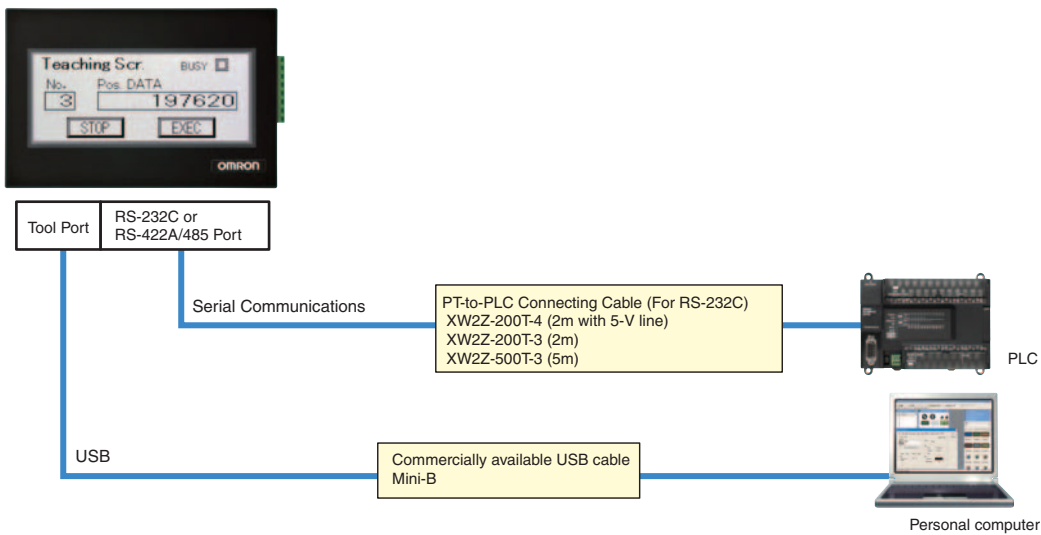 Teaching Scr. BUSY
No. Pos. DATA
3 197620
STOP EXEC
OMRON
Tool Port
RS-232C or
RS-422A/485 Port
Serial Communications
PT-to-PLC Connecting Cable (For RS-232C)
XW2Z-200T-4 (2m with 5-V line)
XW2Z-200T-3 (2m)
XW2Z-500T-3 (5m)
PLC
USB
Commercially available USB cable
Mini-B
Personal computer